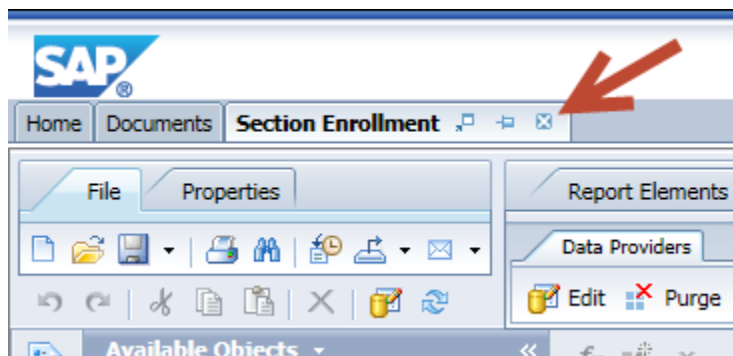 SAP®
Home Documents Section Enrollment
File Properties Report Elements
Data Providers
Edit Purge
Available Objects